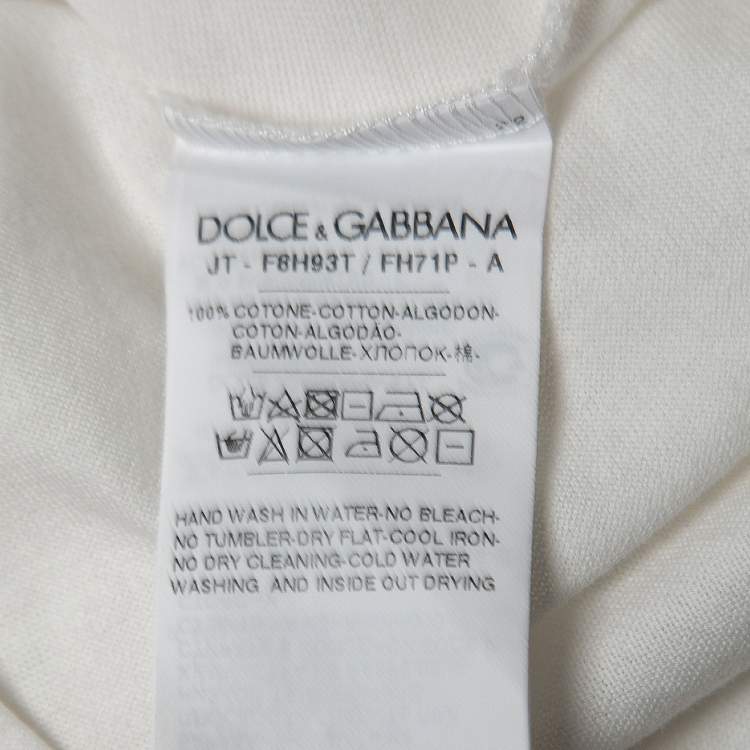 DOLCE & GABBANA
JT - F8H93T / FH71P - A
100% COTONE-COTTON-ALGODON-
COTON-ALGODÃO-
BAUMWOLLE-ХЛОПОК-棉-
HAND WASH IN WATER-NO BLEACH-
NO TUMBLER-DRY FLAT-COOL IRON-
NO DRY CLEANING-COLD WATER
WASHING AND INSIDE OUT DRYING